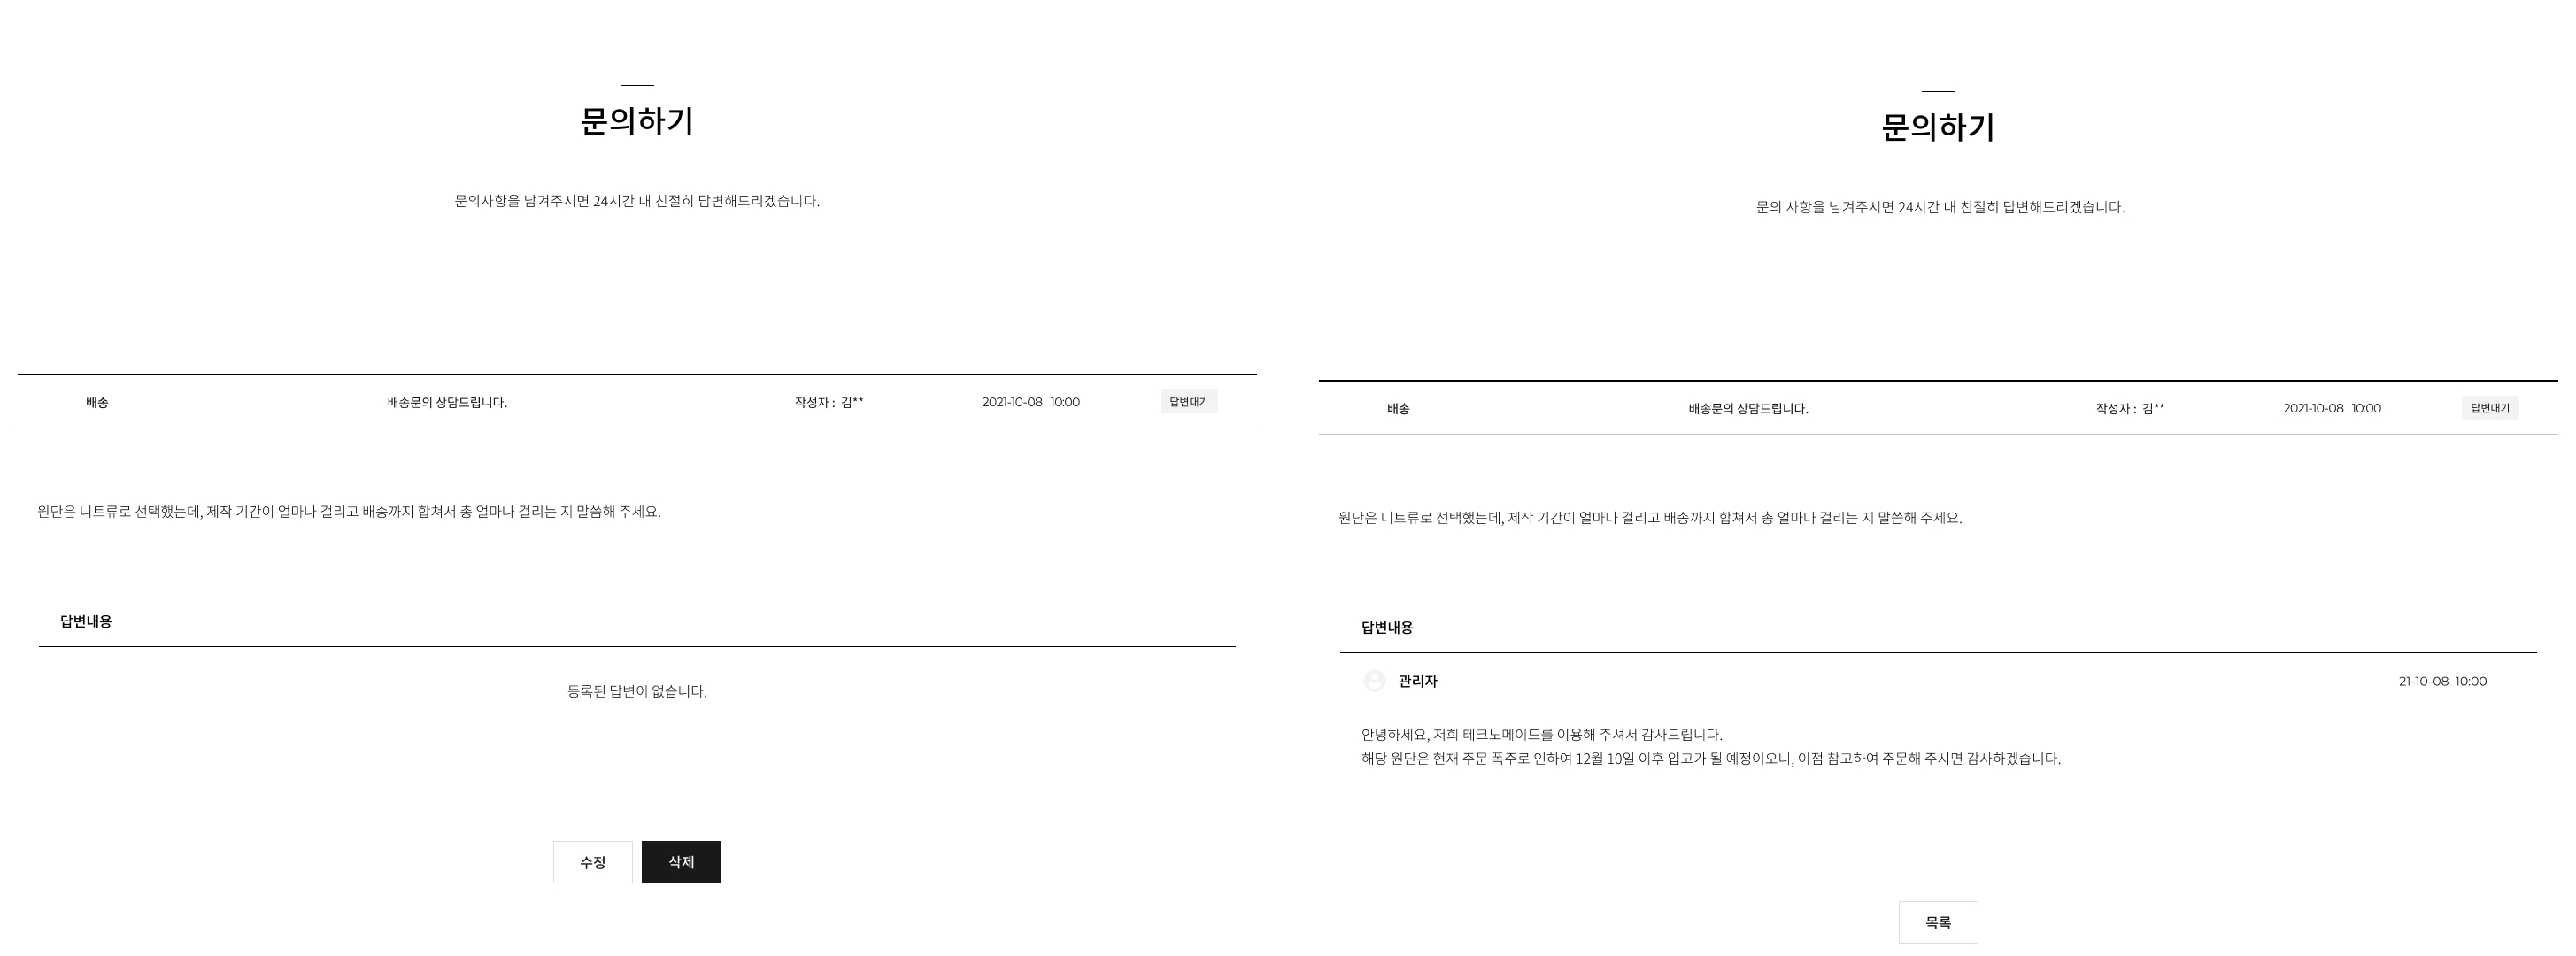 문의하기
문의사항을 남겨주시면 24시간 내 친절히 답변해드리겠습니다.
배송 배송문의 상담드립니다. 작성자 : 김** 2021-10-08 10:00 답변대기
원단은 니트류로 선택했는데, 제작 기간이 얼마나 걸리고 배송까지 합쳐서 총 얼마나 걸리는 지 말씀해 주세요.
답변내용
등록된 답변이 없습니다.
수정 삭제
문의하기
문의 사항을 남겨주시면 24시간 내 친절히 답변해드리겠습니다.
배송 배송문의 상담드립니다. 작성자 : 김** 2021-10-08 10:00 답변대기
원단은 니트류로 선택했는데, 제작 기간이 얼마나 걸리고 배송까지 합쳐서 총 얼마나 걸리는 지 말씀해 주세요.
답변내용
관리자 21-10-08 10:00
안녕하세요, 저희 테크노메이드를 이용해 주셔서 감사드립니다.
해당 원단은 현재 주문 폭주로 인하여 12월 10일 이후 입고가 될 예정이오니, 이점 참고하여 주문해 주시면 감사하겠습니다.
목록